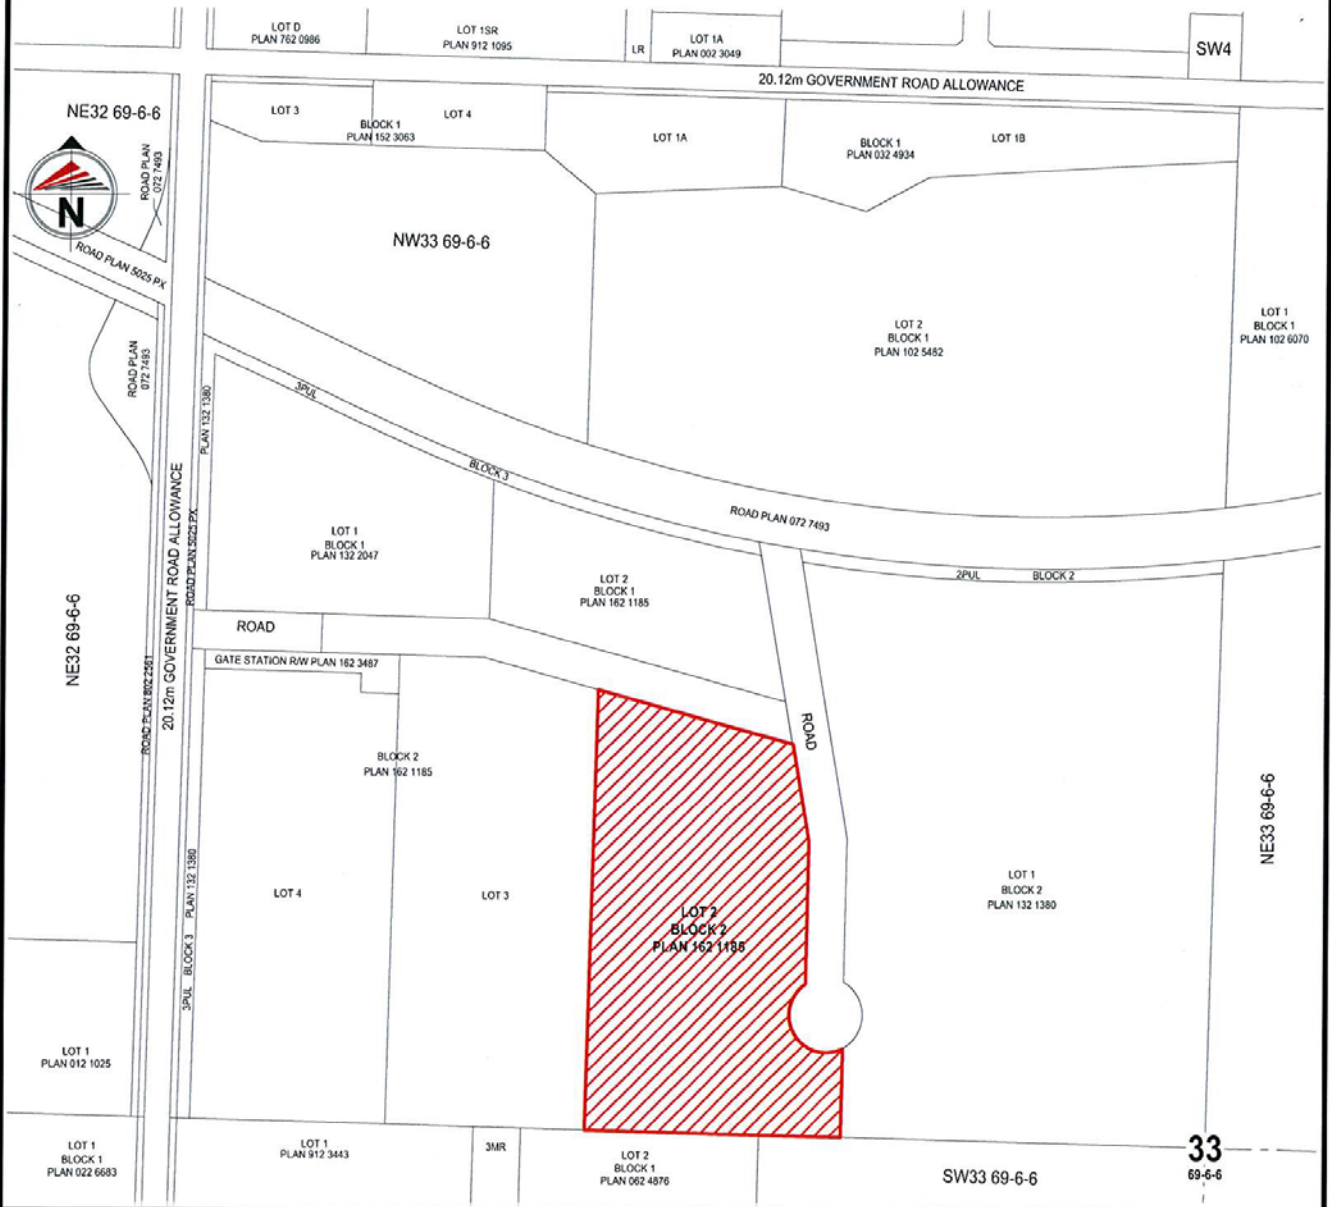 LOT D
PLAN 762 0986
LOT 1SR
PLAN 912 1095
LR
LOT 1A
PLAN 002 3049
SW4
20.12m GOVERNMENT ROAD ALLOWANCE
NE32 69-6-6
LOT 3
BLOCK 1
PLAN 152 3063
LOT 4
LOT 1A
BLOCK 1
PLAN 032 4934
LOT 1B
ROAD PLAN
072 7493
N
ROAD PLAN 5025 PX
NW33 69-6-6
LOT 2
BLOCK 1
PLAN 102 5482
LOT 1
BLOCK 1
PLAN 102 6070
ROAD PLAN
072 7493
PLAN 132 1380
3PUL
BLOCK 3
ROAD PLAN 072 7493
20.12m GOVERNMENT ROAD ALLOWANCE
ROAD PLAN 5025 PX
LOT 1
BLOCK 1
PLAN 132 2047
LOT 2
BLOCK 1
PLAN 162 1185
2PUL
BLOCK 2
NE32 69-6-6
ROAD PLAN 802 2561
ROAD
GATE STATION R/W PLAN 162 3487
ROAD
BLOCK 2
PLAN 162 1185
NE33 69-6-6
3PUL BLOCK 3 PLAN 132 1380
LOT 4
LOT 3
LOT 2
BLOCK 2
PLAN 162 1185
LOT 1
BLOCK 2
PLAN 132 1380
LOT 1
PLAN 012 1025
LOT 1
BLOCK 1
PLAN 022 6683
LOT 1
PLAN 912 3443
3MR
LOT 2
BLOCK 1
PLAN 062 4876
SW33 69-6-6
33
69-6-6